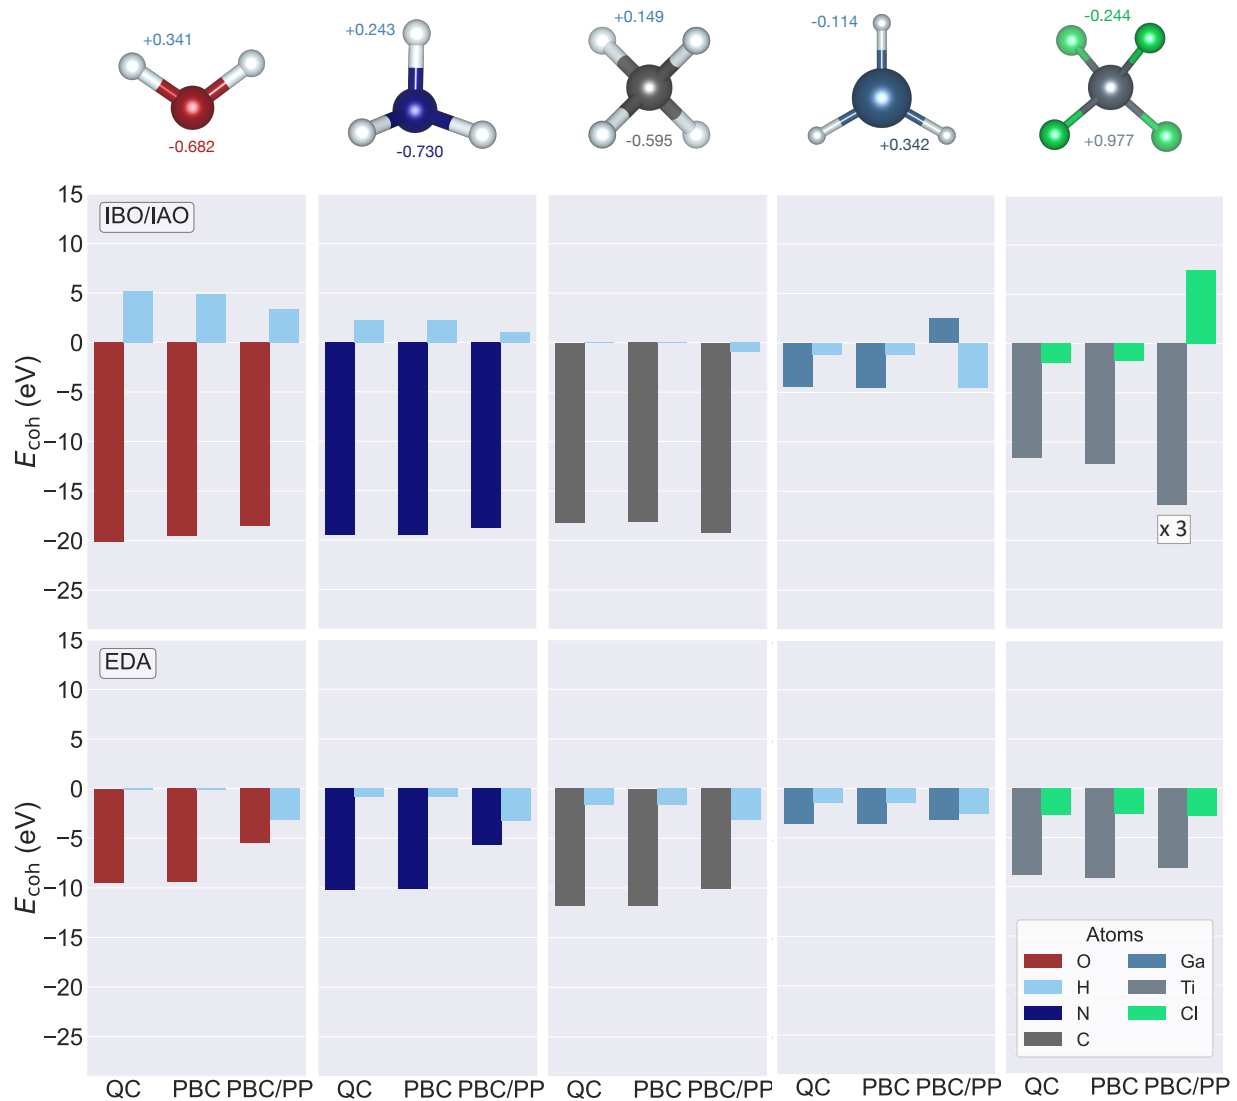 +0.341
-0.682
+0.243
-0.730
+0.149
-0.595
-0.114
+0.342
-0.244
+0.977
IBO/IAO
15
10
5
0
−5
−10
−15
−20
−25
E_coh (eV)
x 3
EDA
15
10
5
0
−5
−10
−15
−20
−25
E_coh (eV)
Atoms
O
H
N
C
Ga
Ti
Cl
QC PBC PBC/PP QC PBC PBC/PP QC PBC PBC/PP QC PBC PBC/PP QC PBC PBC/PP